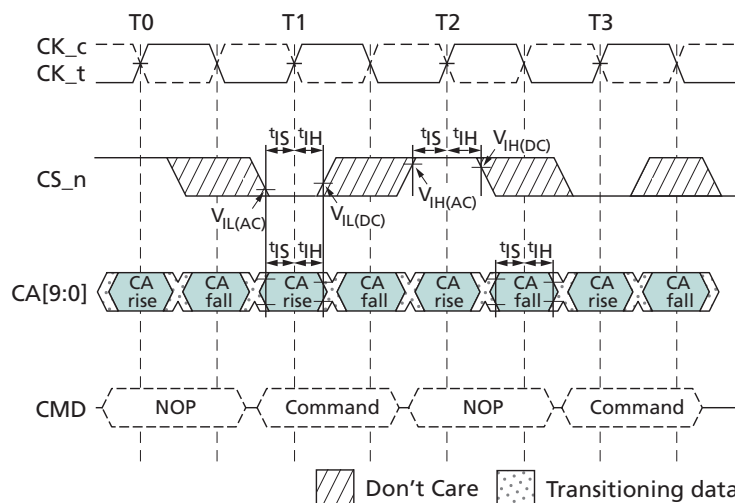 T0 T1 T2 T3
CK_c
CK_t
tIS tIH tIS tIH VIH(DC)
CS_n
VIL(AC) VIL(DC) VIH(AC)
tIS tIH tIS tIH
CA[9:0] CA rise CA fall CA rise CA fall CA rise CA fall CA rise CA fall
CMD NOP Command NOP Command
Don't Care Transitioning data